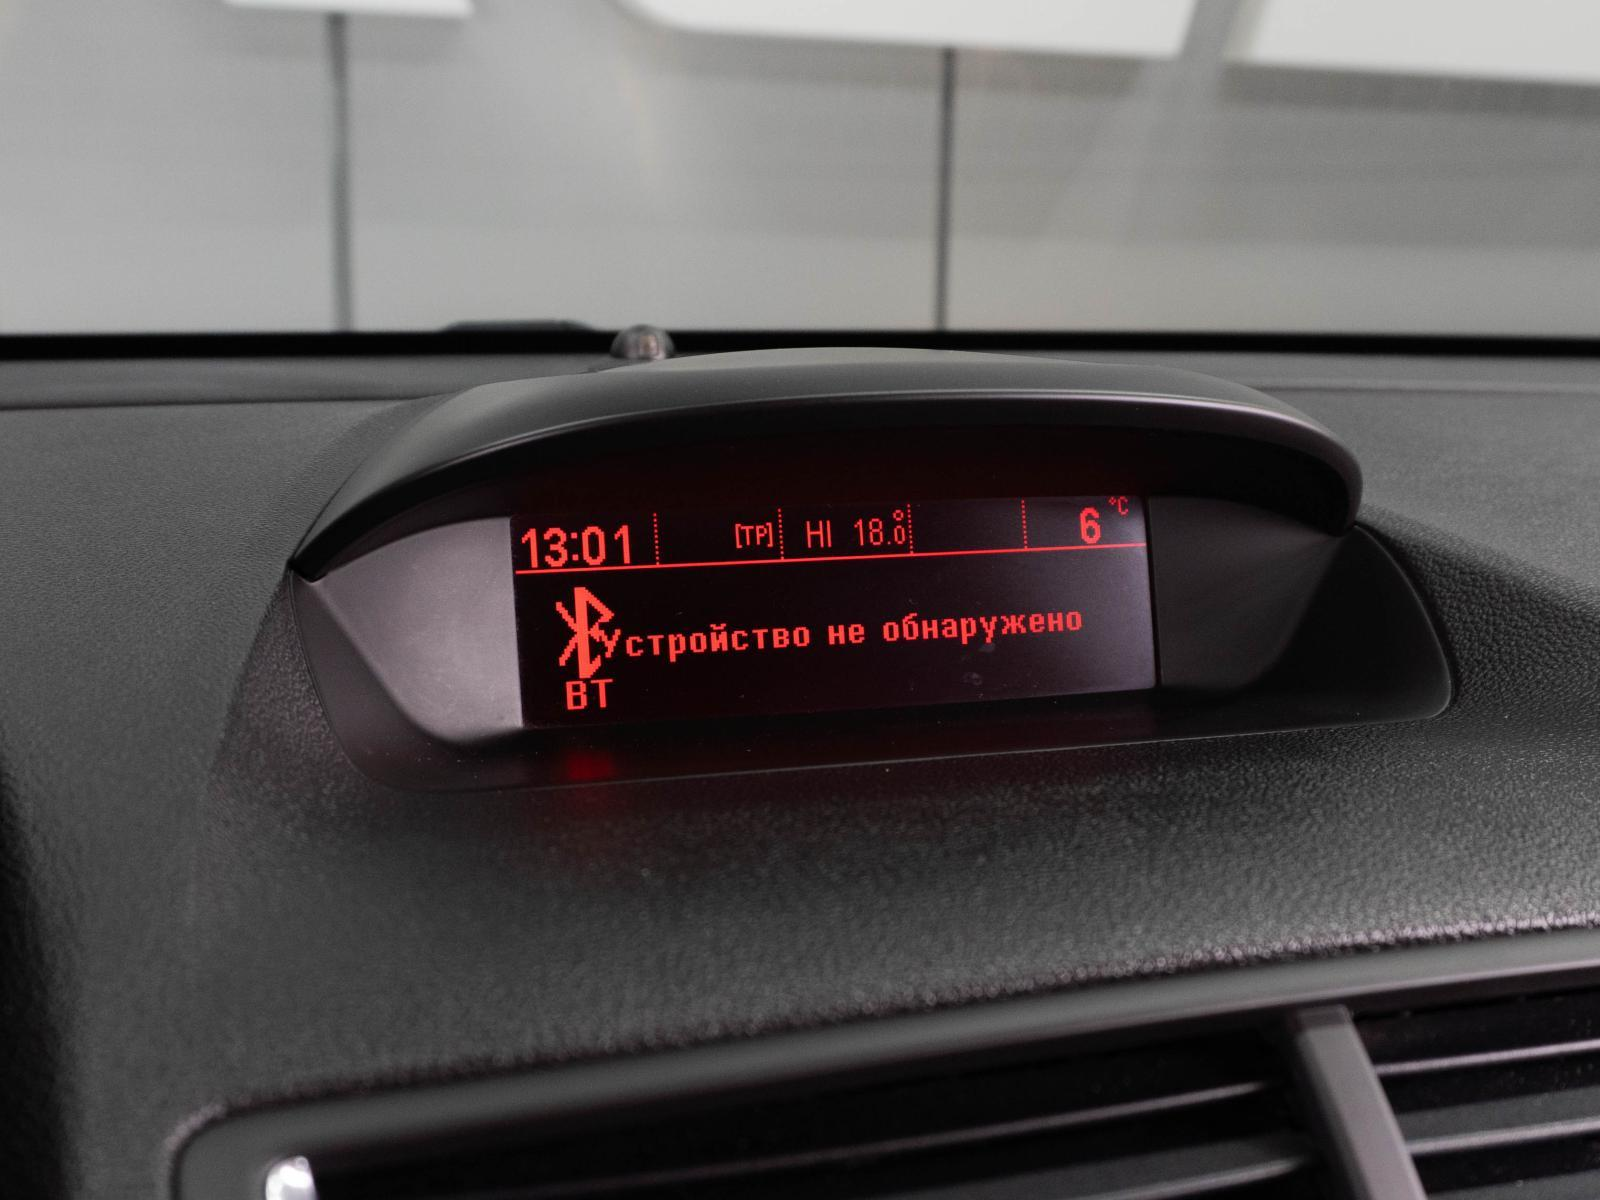 13:01 [TP] HI 18.0° 6 °C
Устройство не обнаружено
BT